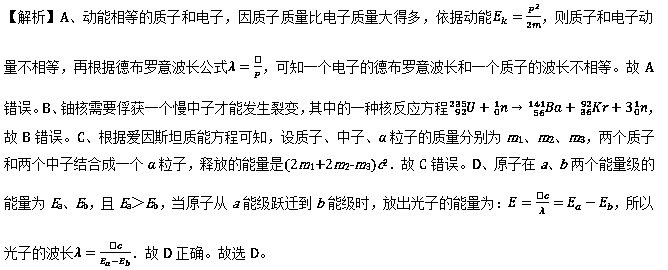 【解析】A、动能相等的质子和电子，因质子质量比电子质量大得多，依据动能$E_k=\frac{p^2}{2m}$，则质子和电子动
量不相等，再根据德布罗意波长公式$\lambda=\frac{□}{p}$，可知一个电子的德布罗意波长和一个质子的波长不相等。故 A
错误。B、铀核需要俘获一个慢中子才能发生裂变，其中的一种核反应方程$^{235}_{92}U+^{1}_{0}n→^{141}_{56}Ba+^{92}_{36}Kr+3^{1}_{0}n$，
故 B 错误。C、根据爱因斯坦质能方程可知，设质子、中子、α粒子的质量分别为 m₁、m₂、m₃，两个质子
和两个中子结合成一个 α 粒子，释放的能量是(2m₁+2m₂-m₃)c²．故 C 错误。D、原子在 a、b 两个能量级的
能量为 Eₐ、E_b，且 Eₐ＞E_b，当原子从 a 能级跃迁到 b 能级时，放出光子的能量为：$E=\frac{□c}{\lambda}=E_a-E_b$，所以
光子的波长$\lambda=\frac{□c}{E_a-E_b}$．故 D 正确。故选 D。